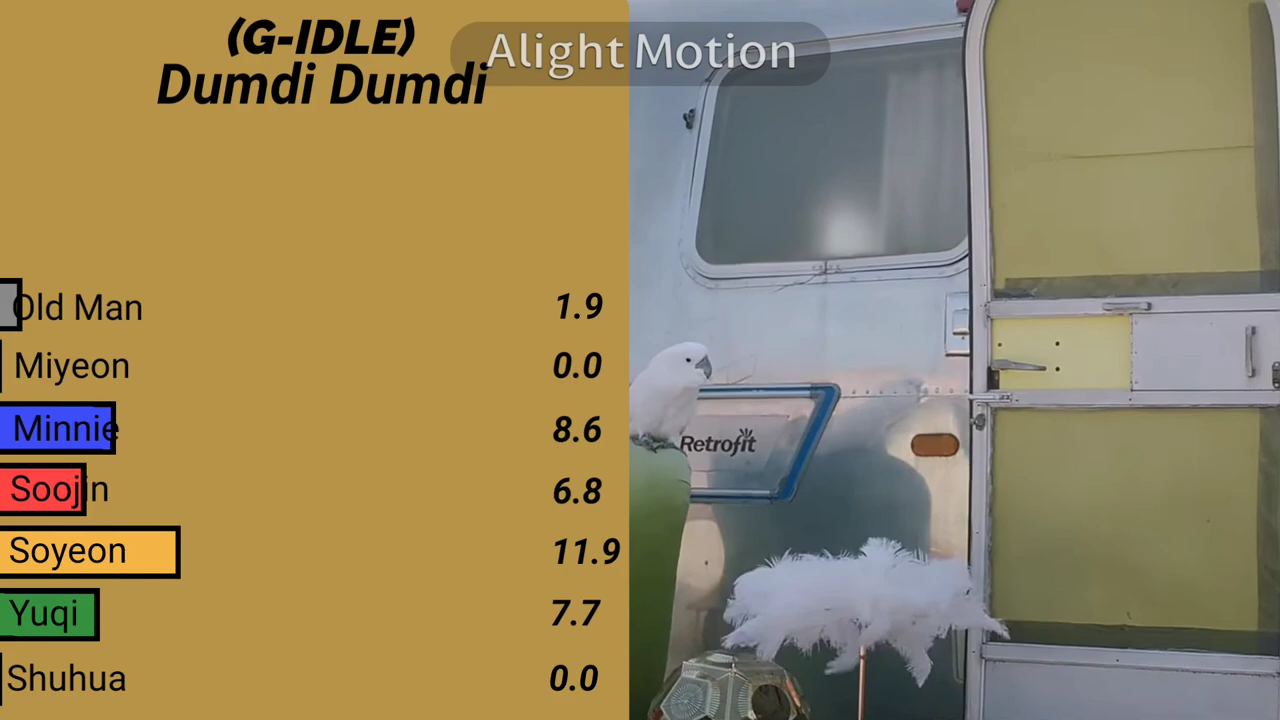 (G-IDLE)
Dumdi Dumdi
Alight Motion
Old Man 1.9
Miyeon 0.0
Minnie 8.6
Soojin 6.8
Soyeon 11.9
Yuqi 7.7
Shuhua 0.0
Retrofit